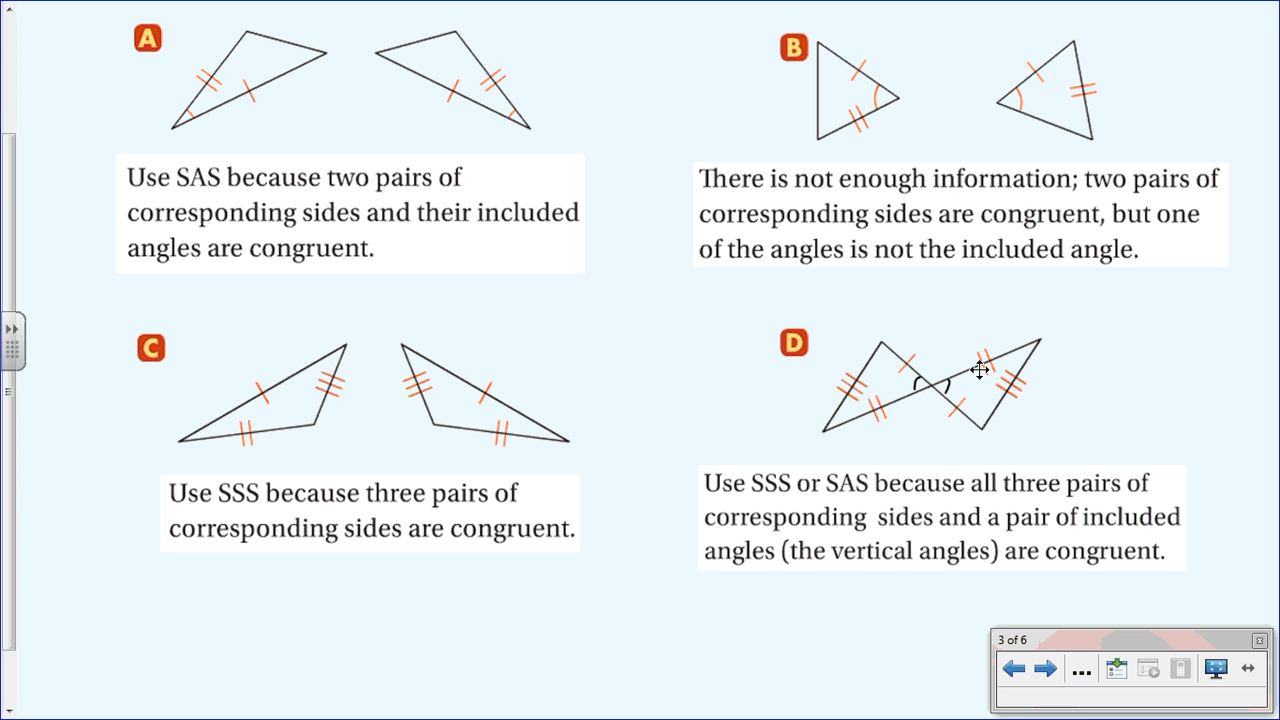 A
Use SAS because two pairs of
corresponding sides and their included
angles are congruent.
B
There is not enough information; two pairs of
corresponding sides are congruent, but one
of the angles is not the included angle.
C
Use SSS because three pairs of
corresponding sides are congruent.
D
Use SSS or SAS because all three pairs of
corresponding sides and a pair of included
angles (the vertical angles) are congruent.
3 of 6